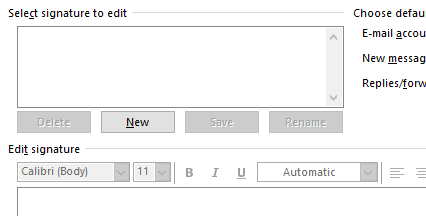 Select signature to edit
Choose defau
E-mail accou
New messag
Replies/forw
Delete New Save Rename
Edit signature
Calibri (Body) 11 B I U Automatic